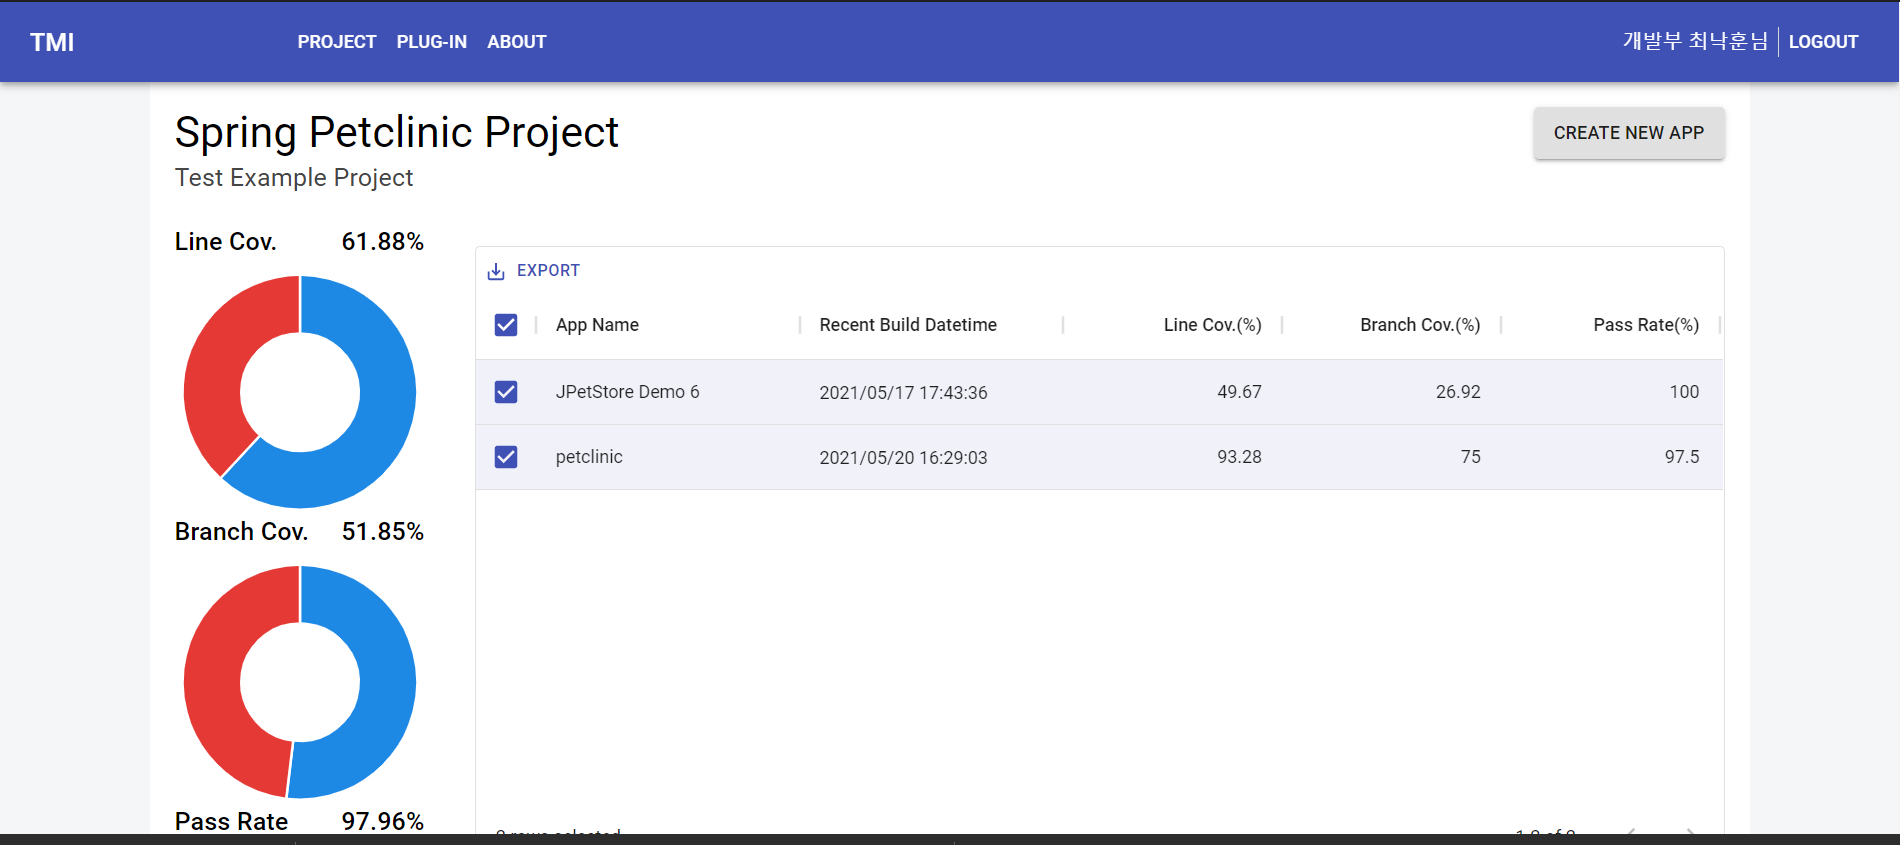 TMI PROJECT PLUG-IN ABOUT 개발부 최낙훈님 LOGOUT
Spring Petclinic Project CREATE NEW APP
Test Example Project
Line Cov. 61.88%
Branch Cov. 51.85%
Pass Rate 97.96%
EXPORT
App Name Recent Build Datetime Line Cov.(%) Branch Cov.(%) Pass Rate(%)
JPetStore Demo 6 2021/05/17 17:43:36 49.67 26.92 100
petclinic 2021/05/20 16:29:03 93.28 75 97.5
rows selected